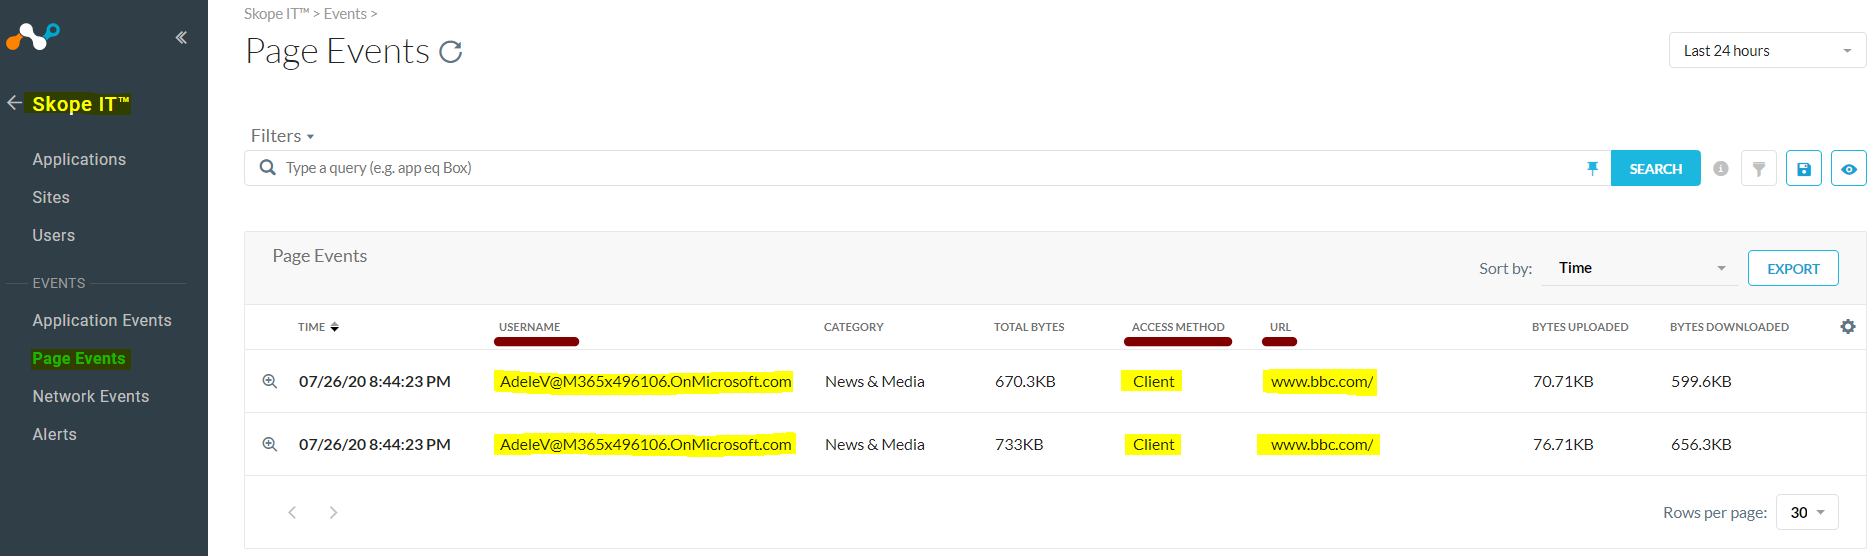 Skope IT™ > Events >
Page Events
Last 24 hours
Skope IT™
Applications
Sites
Users
EVENTS
Application Events
Page Events
Network Events
Alerts
Filters
Type a query (e.g. app eq Box)
SEARCH
Page Events
Sort by: Time
EXPORT
TIME USERNAME CATEGORY TOTAL BYTES ACCESS METHOD URL BYTES UPLOADED BYTES DOWNLOADED
07/26/20 8:44:23 PM AdeleV@M365x496106.OnMicrosoft.com News & Media 670.3KB Client www.bbc.com/ 70.71KB 599.6KB
07/26/20 8:44:23 PM AdeleV@M365x496106.OnMicrosoft.com News & Media 733KB Client www.bbc.com/ 76.71KB 656.3KB
Rows per page: 30